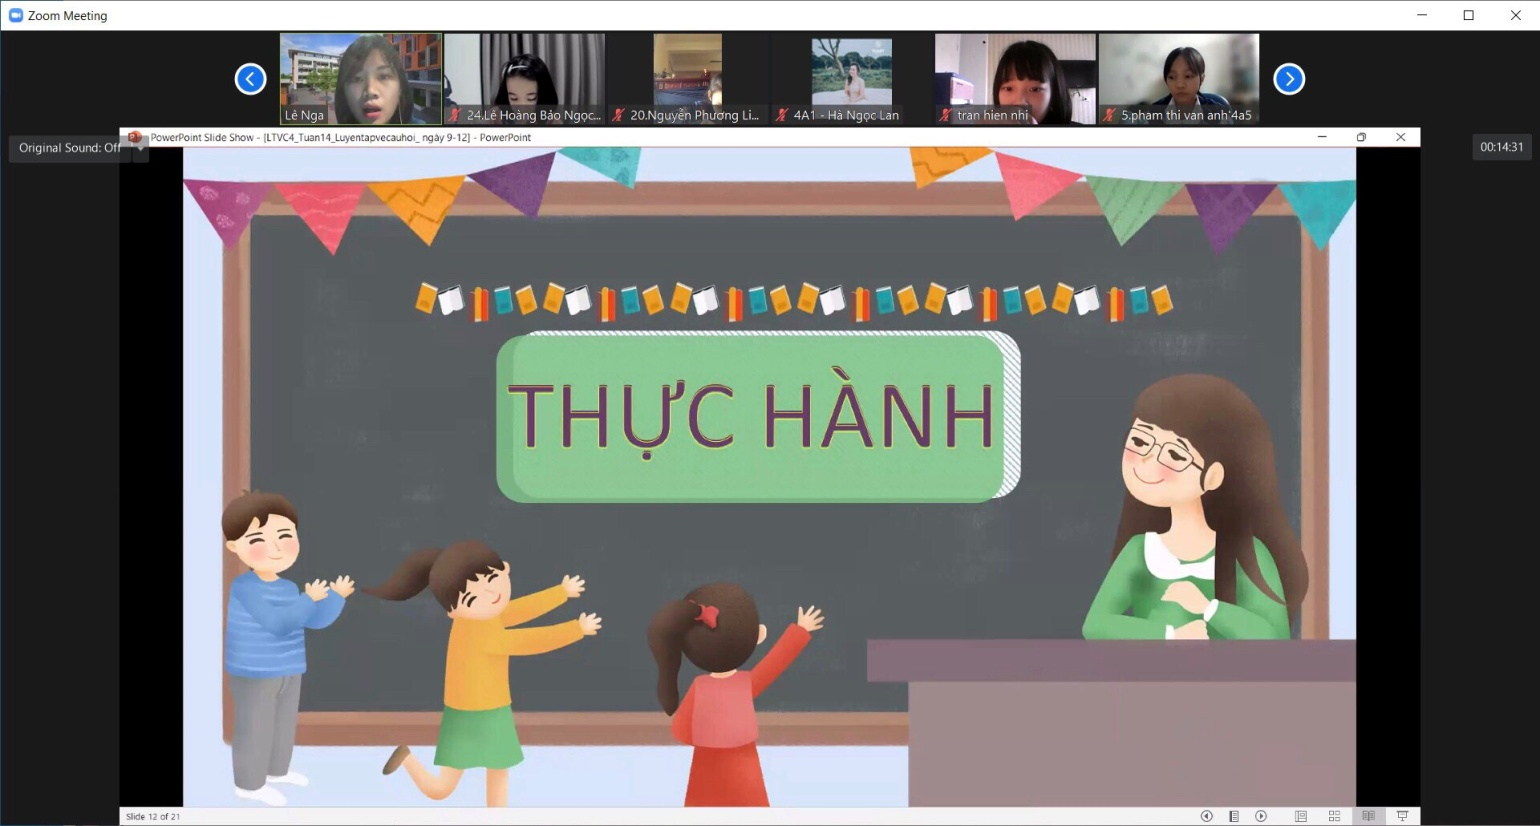 Zoom Meeting
Lê Nga
24.Lê Hoàng Bảo Ngọc...
20.Nguyễn Phương Li...
4A1 - Hà Ngọc Lan
tran hien nhi
5.pham thi van anh'4a5
Original Sound: Off
PowerPoint Slide Show - [LTVC4_Tuan14_Luyentapvecauhoi_ ngày 9-12] - PowerPoint
00:14:31
THỰC HÀNH
Slide 12 of 21